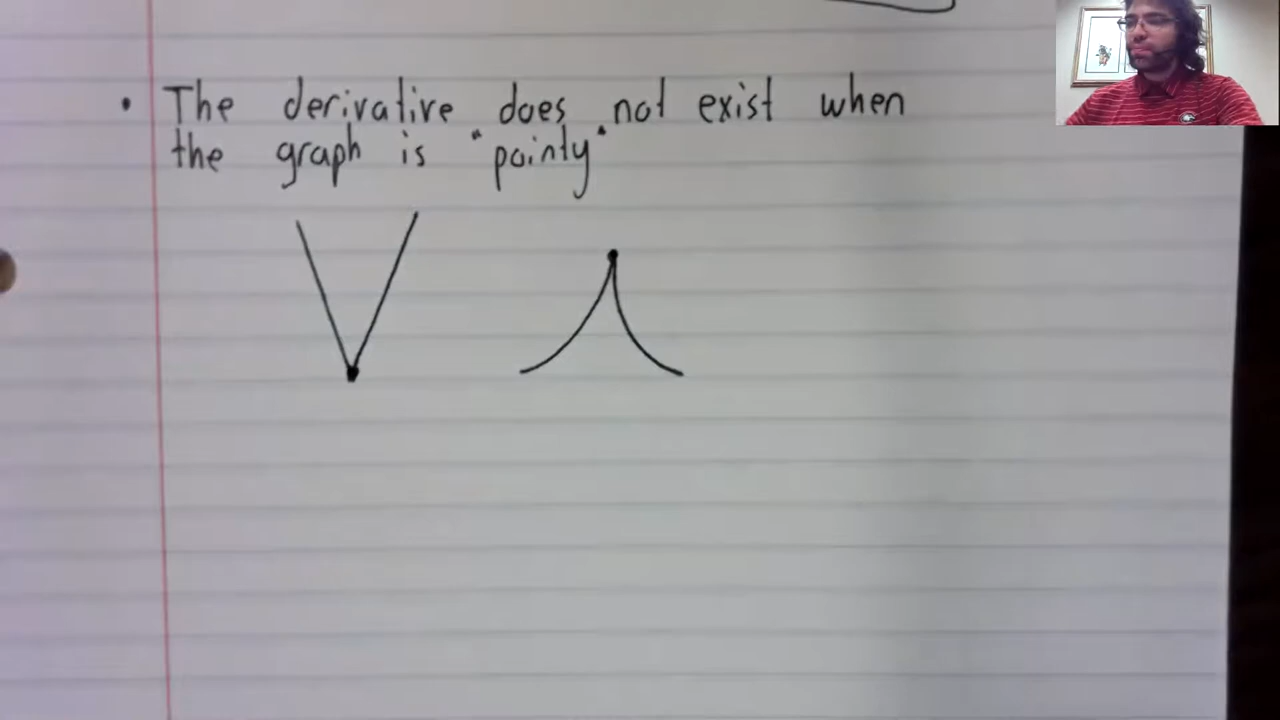 • The derivative does not exist when
the graph is "pointy"